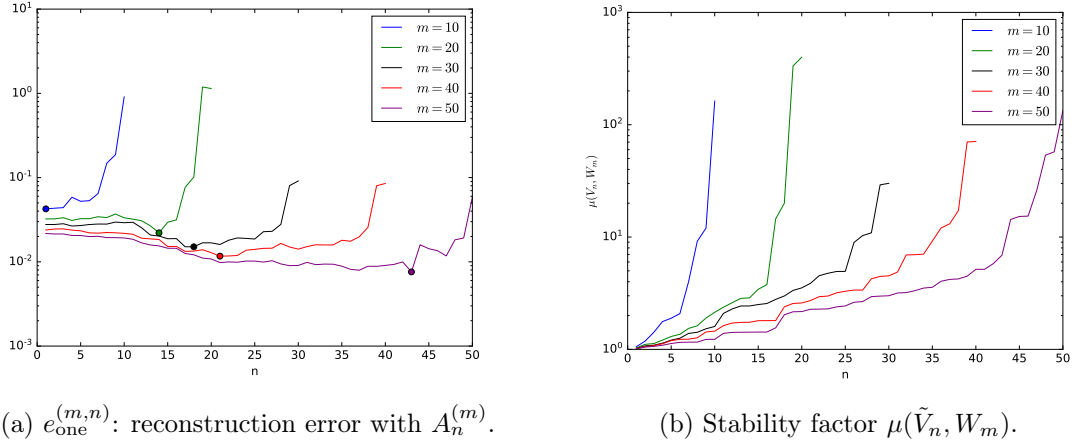 10^1
10^0
10^{-1}
10^{-2}
10^{-3}
0 5 10 15 20 25 30 35 40 45 50
n
m = 10
m = 20
m = 30
m = 40
m = 50
10^3
10^2
10^1
10^0
μ(V_n, W_m)
0 5 10 15 20 25 30 35 40 45 50
n
m = 10
m = 20
m = 30
m = 40
m = 50
(a) e_{one}^{(m,n)}: reconstruction error with A_n^{(m)}.
(b) Stability factor μ(Ṽ_n, W_m).